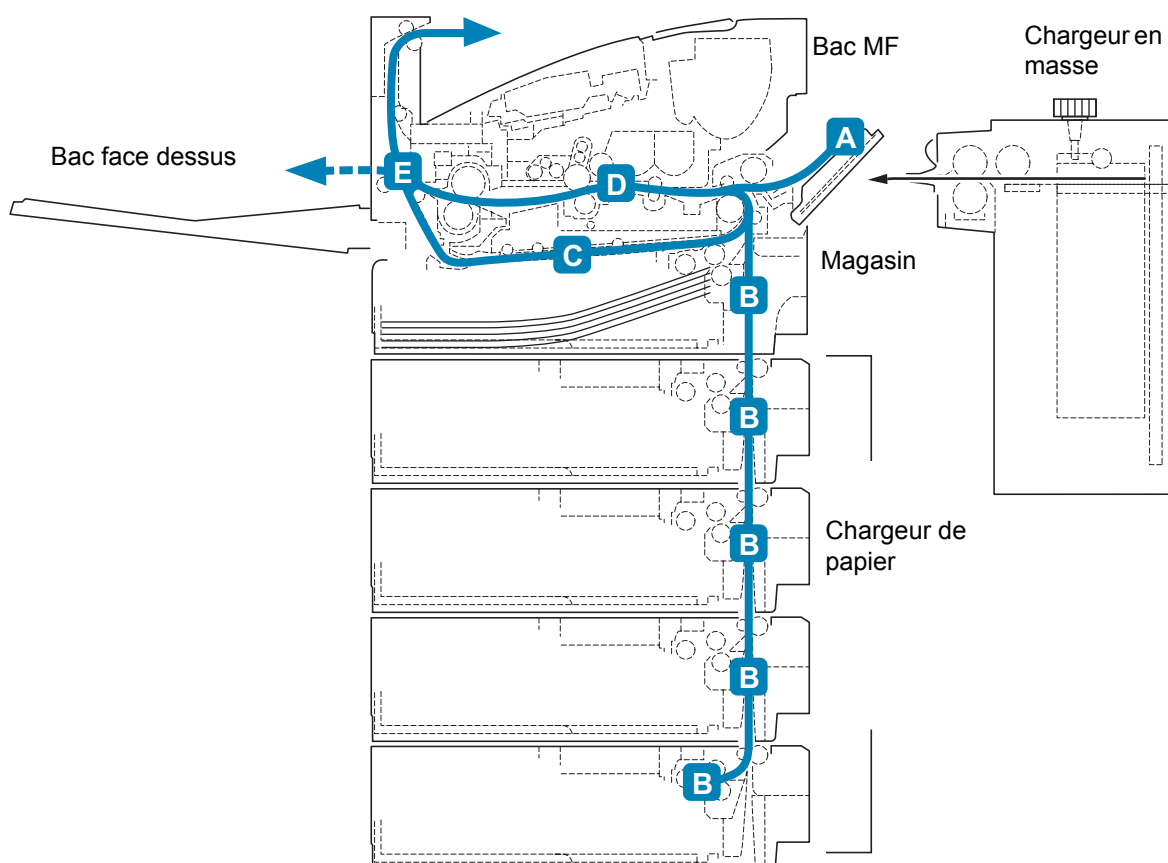 Bac MF
Chargeur en
masse
A
Bac face dessus
E
D
C
Magasin
B
B
B
Chargeur de
papier
B
B